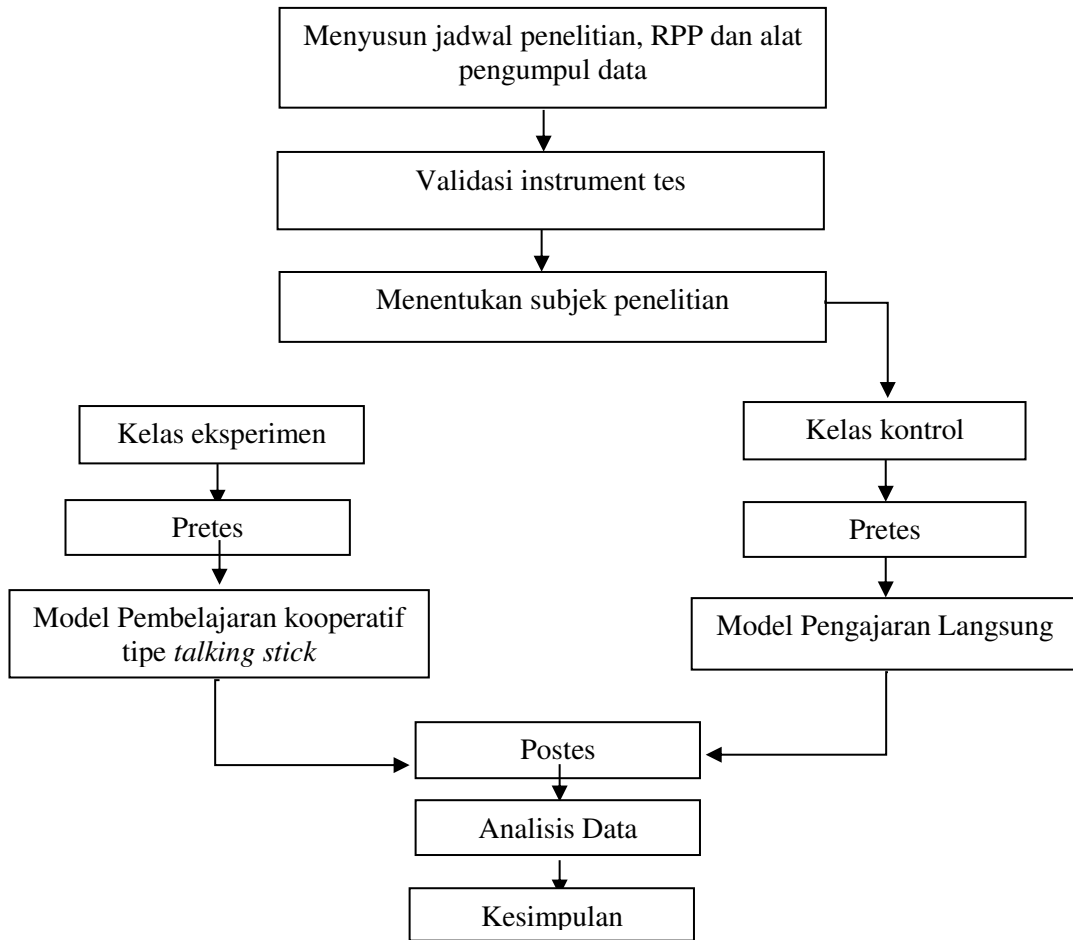 Menyusun jadwal penelitian, RPP dan alat
pengumpul data
Validasi instrument tes
Menentukan subjek penelitian
Kelas eksperimen
Kelas kontrol
Pretes
Pretes
Model Pembelajaran kooperatif
tipe talking stick
Model Pengajaran Langsung
Postes
Analisis Data
Kesimpulan